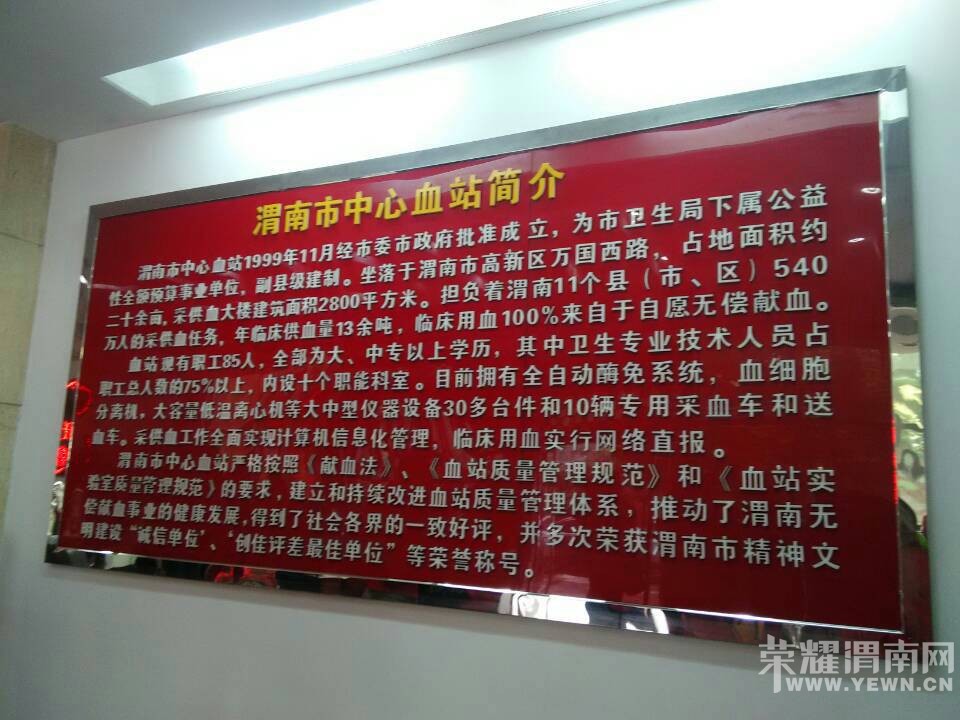 渭南市中心血站简介
渭南市中心血站1999年11月经市委市政府批准成立，为市卫生局下属公益
性全额预算事业单位，副县级建制。坐落于渭南市高新区万国西路，占地面积约
二十余亩，采供血大楼建筑面积2800平方米。担负着渭南11个县（市、区）540
万人的采供血任务，年临床供血量13余吨，临床用血100%来自于自愿无偿献血。
血站现有职工85人，全部为大、中专以上学历，其中卫生专业技术人员占
职工总人数的75%以上，内设十个职能科室。目前拥有全自动酶免系统，血细胞
分离机，大容量低温离心机等大中型仪器设备30多台件和10辆专用采血车和送
血车。采供血工作全面实现计算机信息化管理，临床用血实行网络直报。
渭南市中心血站严格按照《献血法》、《血站质量管理规范》和《血站实
验室质量管理规范》的要求，建立和持续改进血站质量管理体系，推动了渭南无
偿献血事业的健康发展，得到了社会各界的一致好评，并多次荣获渭南市精神文
明建设“诚信单位’、‘创佳评差最佳单位”等荣誉称号。
荣耀渭南网
WWW.YEWN.CN